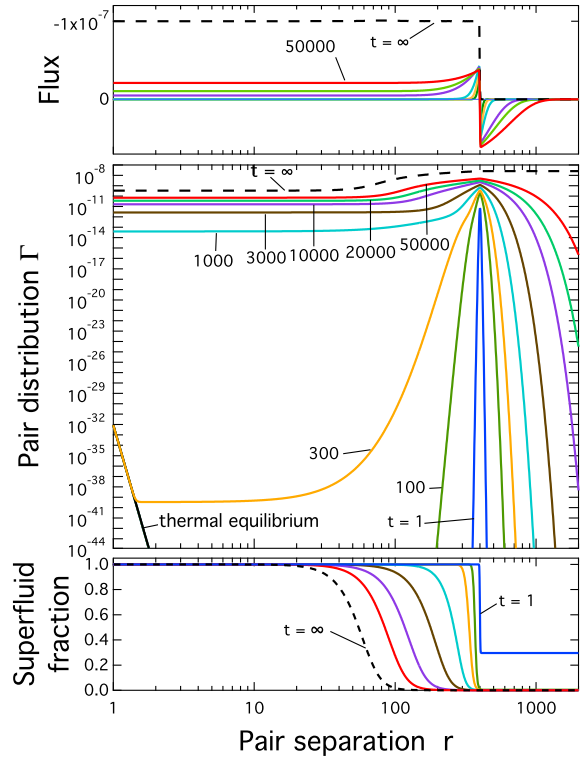 -1x10-7
t = ∞
50000
0
Flux
10-8
t = ∞
10-11
10-14
1000
3000
10000
20000
50000
10-17
10-20
10-23
10-26
10-29
10-32
10-35
10-38
10-41
10-44
300
100
t = 1
thermal equilibrium
Pair distribution Γ
1.0
0.8
0.6
0.4
0.2
0.0
t = 1
t = ∞
Superfluid
fraction
1
10
100
1000
Pair separation r